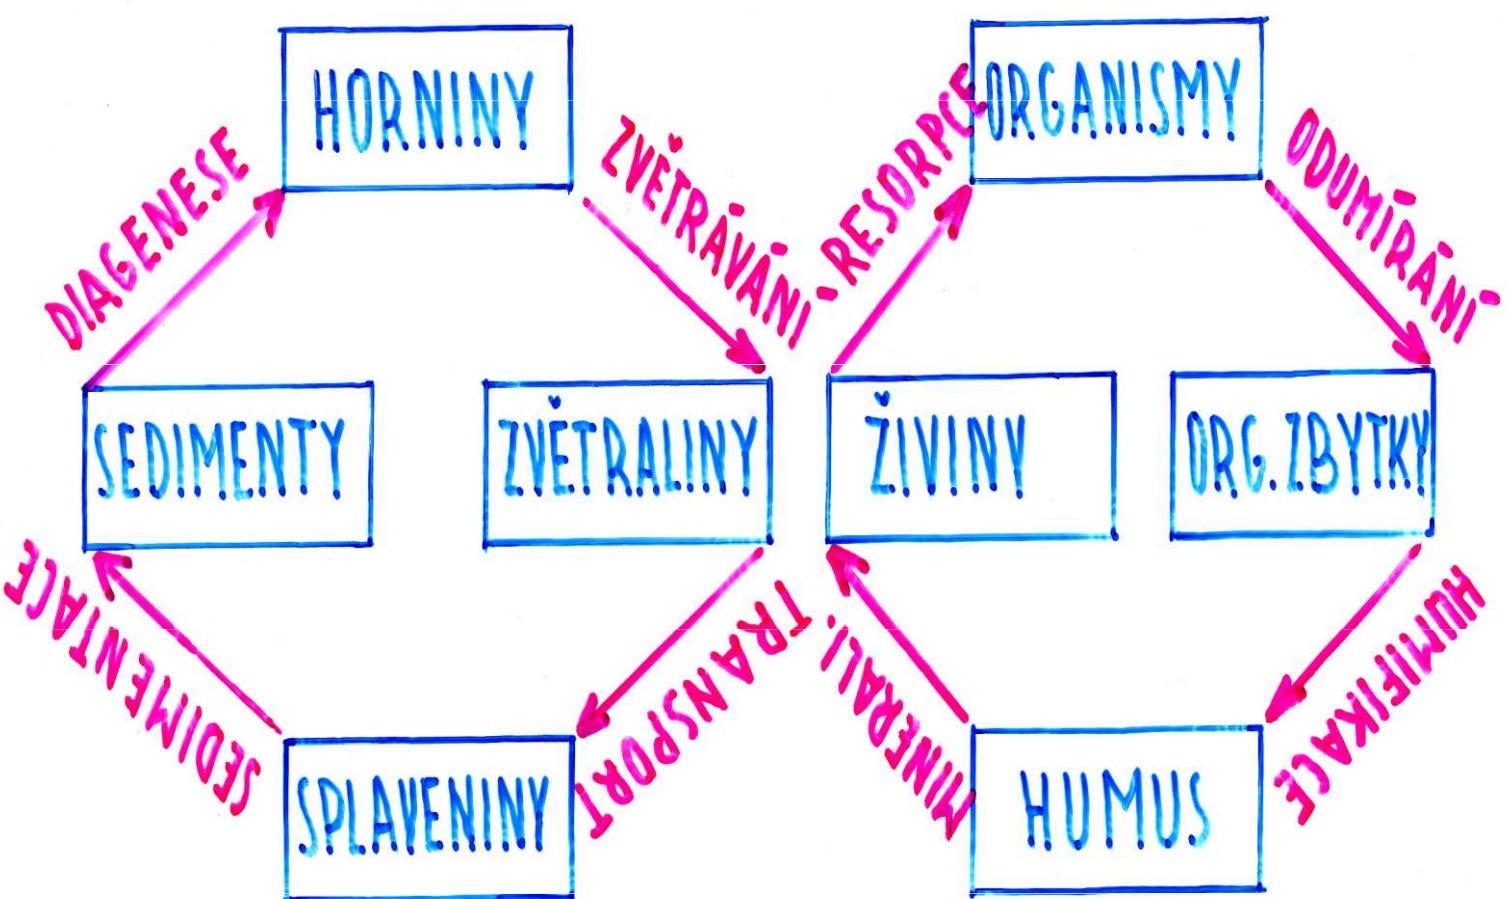 HORNINY
ORGANISMY
DIAGENESE
ZVĚTRÁVÁNÍ
RESORPCE
ODUMÍRÁNÍ
SEDIMENTY
ZVĚTRALINY
ŽIVINY
ORG. ZBYTKY
SEDIMENTACE
TRANSPORT
MINERALI.
HUMIFIKACE
SPLAVENINY
HUMUS